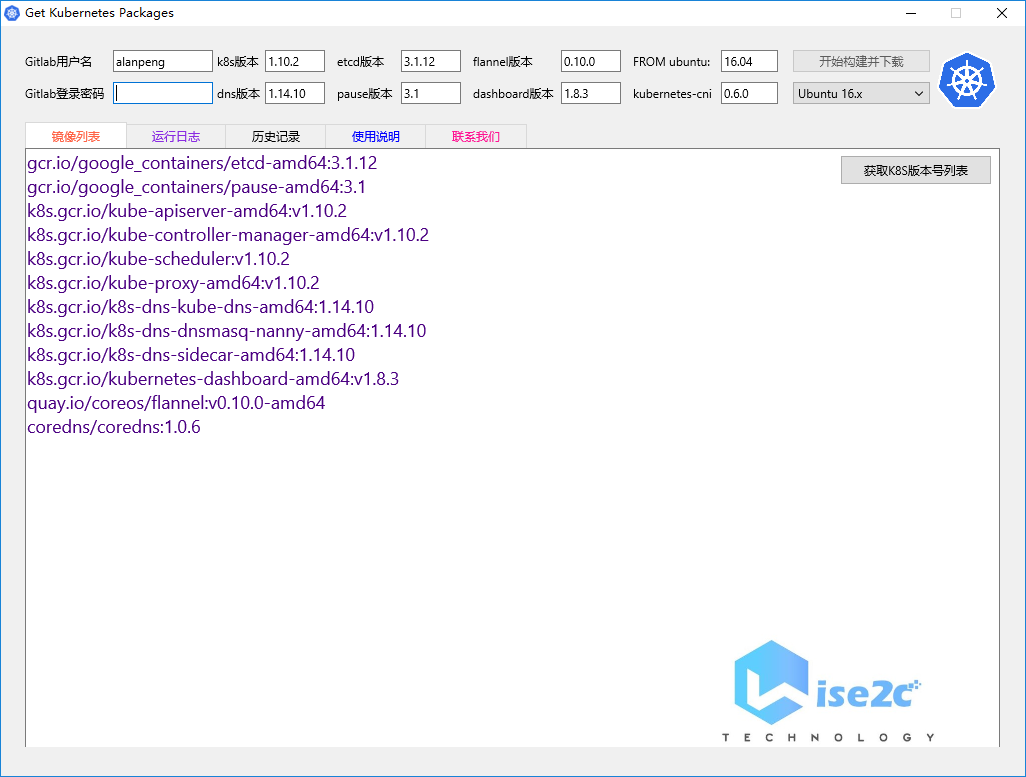 Get Kubernetes Packages
Gitlab用户名 alanpeng k8s版本 1.10.2 etcd版本 3.1.12 flannel版本 0.10.0 FROM ubuntu: 16.04 开始构建并下载
Gitlab登录密码 dns版本 1.14.10 pause版本 3.1 dashboard版本 1.8.3 kubernetes-cni 0.6.0 Ubuntu 16.x
镜像列表 运行日志 历史记录 使用说明 联系我们
获取K8S版本号列表
gcr.io/google_containers/etcd-amd64:3.1.12
gcr.io/google_containers/pause-amd64:3.1
k8s.gcr.io/kube-apiserver-amd64:v1.10.2
k8s.gcr.io/kube-controller-manager-amd64:v1.10.2
k8s.gcr.io/kube-scheduler:v1.10.2
k8s.gcr.io/kube-proxy-amd64:v1.10.2
k8s.gcr.io/k8s-dns-kube-dns-amd64:1.14.10
k8s.gcr.io/k8s-dns-dnsmasq-nanny-amd64:1.14.10
k8s.gcr.io/k8s-dns-sidecar-amd64:1.14.10
k8s.gcr.io/kubernetes-dashboard-amd64:v1.8.3
quay.io/coreos/flannel:v0.10.0-amd64
coredns/coredns:1.0.6
Wise2c
TECHNOLOGY